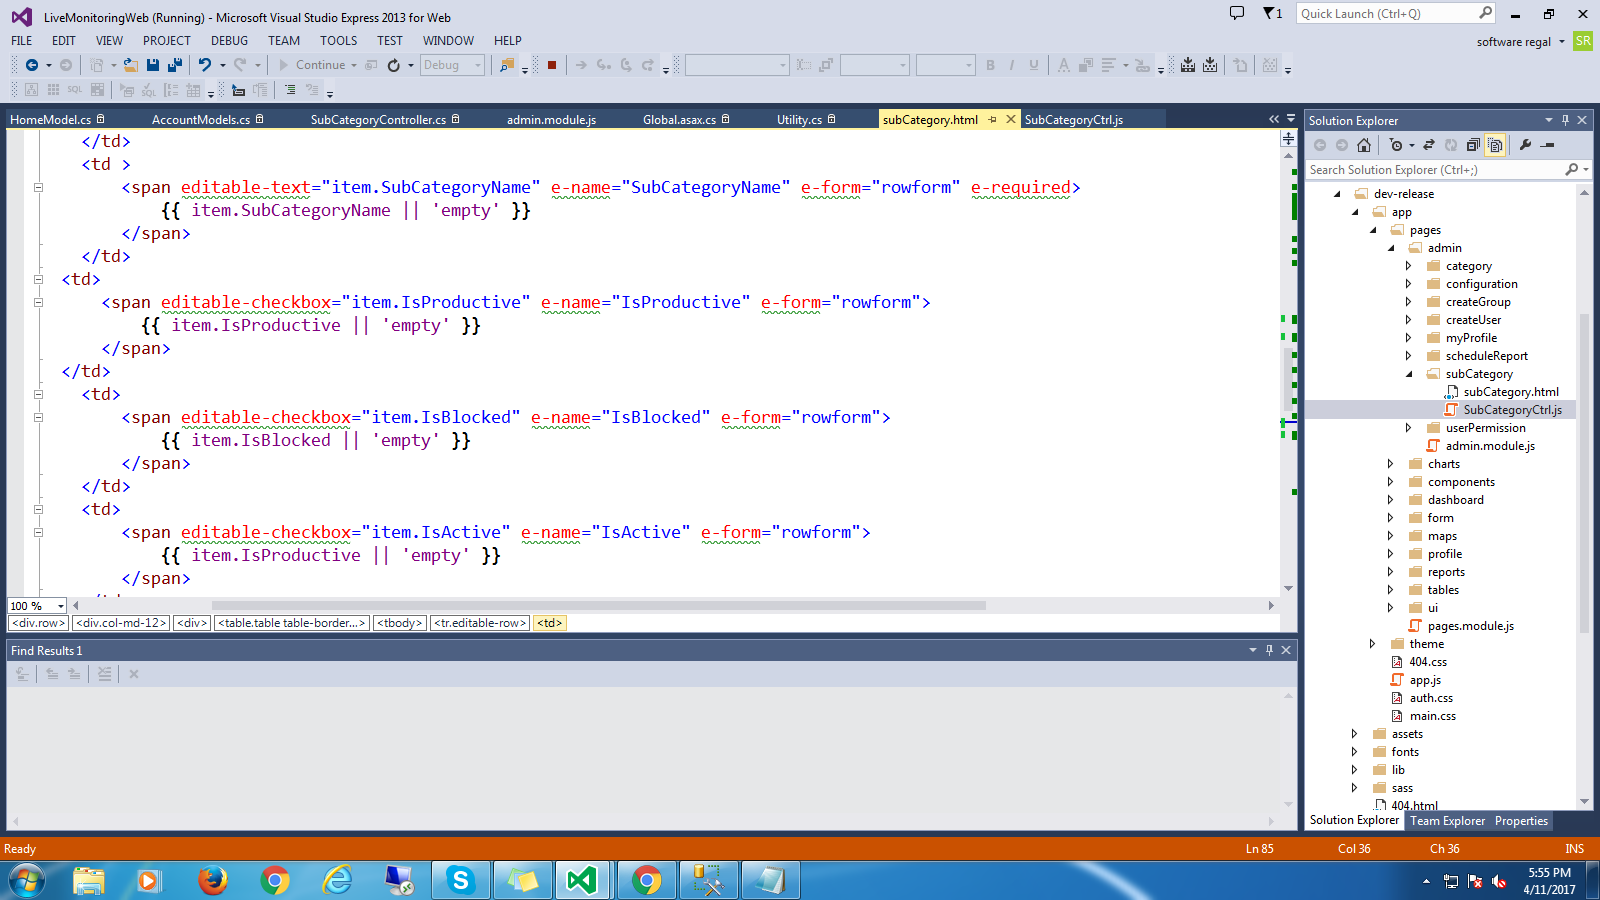 LiveMonitoringWeb (Running) - Microsoft Visual Studio Express 2013 for Web
1
Quick Launch (Ctrl+Q)
FILE EDIT VIEW PROJECT DEBUG TEAM TOOLS TEST WINDOW HELP
software regal SR
Continue Debug
SQL SQL
B I U A
HomeModel.cs AccountModels.cs SubCategoryController.cs admin.module.js Global.asax.cs Utility.cs subCategory.html SubCategoryCtrl.js
</td>
<td >
<span editable-text="item.SubCategoryName" e-name="SubCategoryName" e-form="rowform" e-required>
{{ item.SubCategoryName || 'empty' }}
</span>
</td>
<td>
<span editable-checkbox="item.IsProductive" e-name="IsProductive" e-form="rowform">
{{ item.IsProductive || 'empty' }}
</span>
</td>
<td>
<span editable-checkbox="item.IsBlocked" e-name="IsBlocked" e-form="rowform">
{{ item.IsBlocked || 'empty' }}
</span>
</td>
<td>
<span editable-checkbox="item.IsActive" e-name="IsActive" e-form="rowform">
{{ item.IsProductive || 'empty' }}
</span>
100 %
<div.row> <div.col-md-12> <div> <table.table table-border...> <tbody> <tr.editable-row> <td>
Find Results 1
Solution Explorer
Search Solution Explorer (Ctrl+;)
dev-release
app
pages
admin
category
configuration
createGroup
createUser
myProfile
scheduleReport
subCategory
subCategory.html
SubCategoryCtrl.js
userPermission
admin.module.js
charts
components
dashboard
form
maps
profile
reports
tables
ui
pages.module.js
theme
404.css
app.js
auth.css
main.css
assets
fonts
lib
sass
404.html
Solution Explorer Team Explorer Properties
Ready Ln 85 Col 36 Ch 36 INS
5:55 PM
4/11/2017